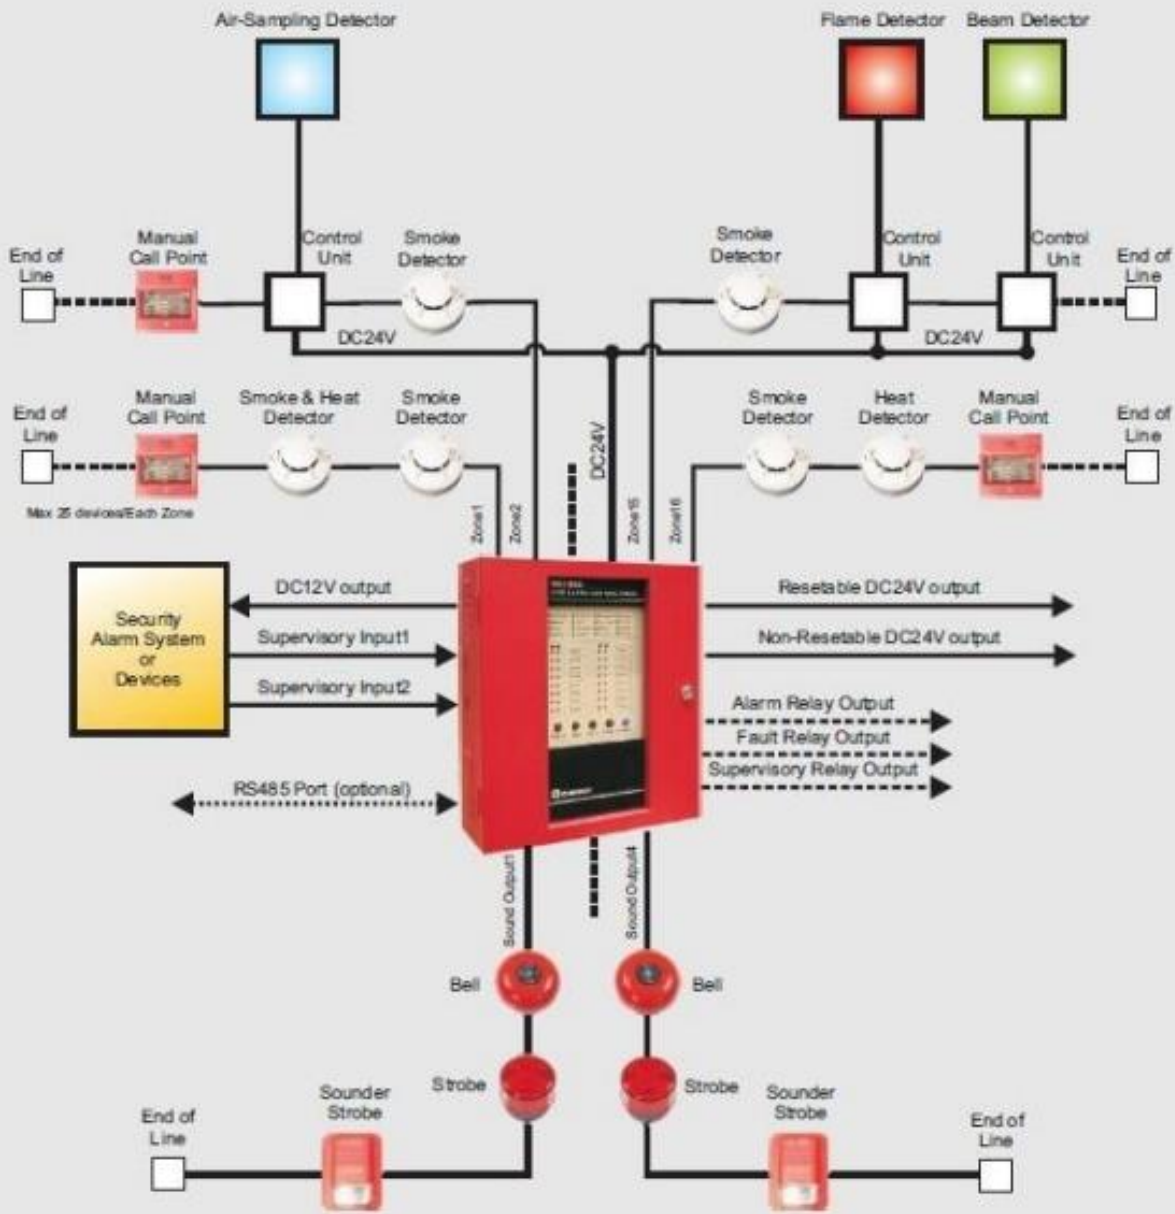 Air-Sampling Detector
Flame Detector
Beam Detector
End of
Line
Manual
Call Point
Control
Unit
Smoke
Detector
Smoke
Detector
Control
Unit
Control
Unit
End of
Line
DC24V
DC24V
End of
Line
Manual
Call Point
Smoke & Heat
Detector
Smoke
Detector
DC24V
Smoke
Detector
Heat
Detector
Manual
Call Point
End of
Line
Max 25 devices/Each Zone
Zone1
Zone2
Zone15
Zone16
Security
Alarm System
or
Devices
DC12V output
Supervisory Input1
Supervisory Input2
RS485 Port (optional)
Resetable DC24V output
Non-Resetable DC24V output
Alarm Relay Output
Fault Relay Output
Supervisory Relay Output
Sound Output1
Sound Output4
Bell
Bell
Strobe
Strobe
Sounder
Strobe
Sounder
Strobe
End of
Line
End of
Line